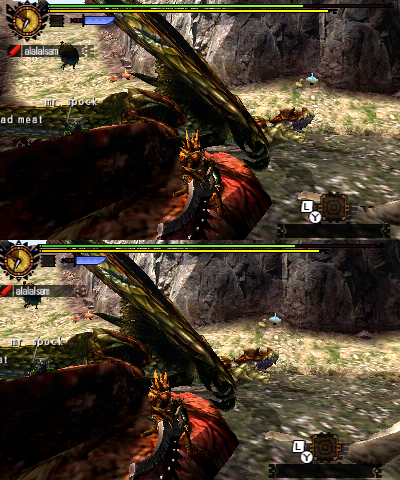 alalalsam
mr. spock
ad meat
L
Y
alalalsam
mr. spock
at
L
Y